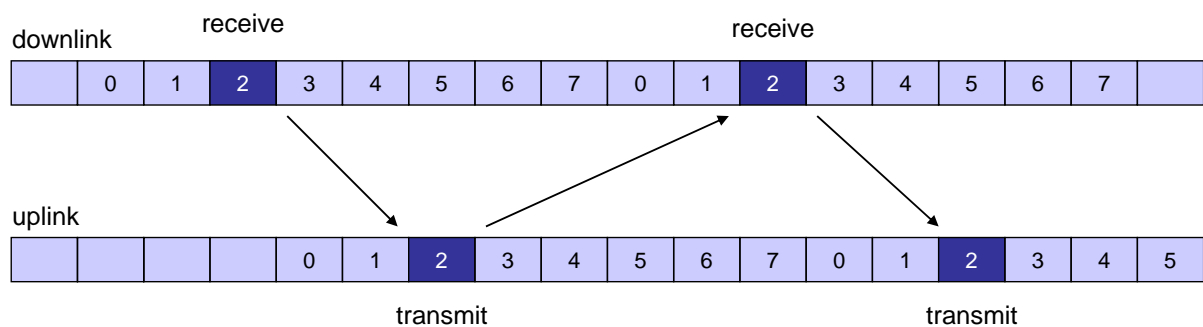 receive receive
downlink
0 1 2 3 4 5 6 7 0 1 2 3 4 5 6 7
uplink
0 1 2 3 4 5 6 7 0 1 2 3 4 5
transmit transmit